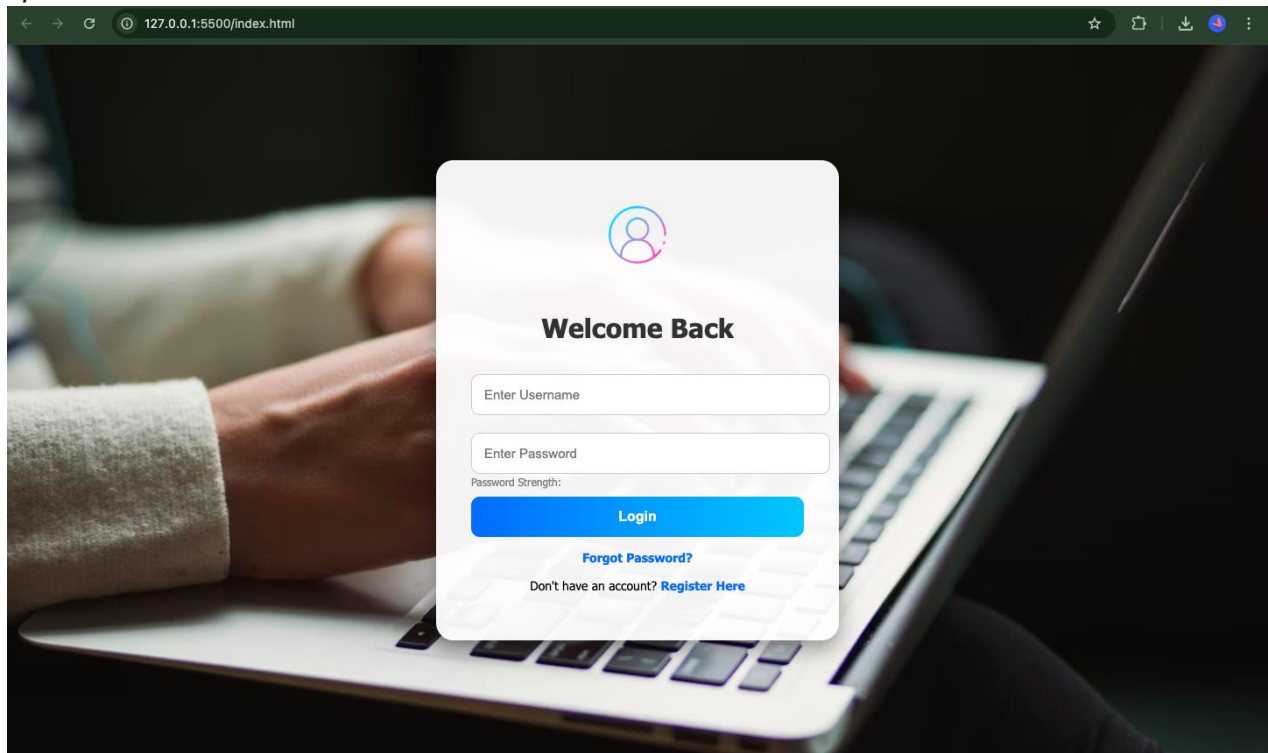 127.0.0.1:5500/index.html
Welcome Back
Enter Username
Enter Password
Password Strength:
Login
Forgot Password?
Don't have an account? Register Here